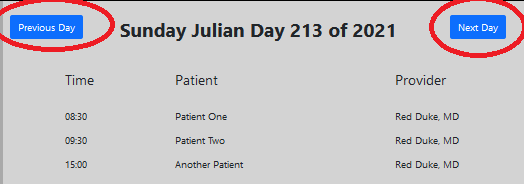 Previous Day Sunday Julian Day 213 of 2021 Next Day
Time Patient Provider
08:30 Patient One Red Duke, MD
09:30 Patient Two Red Duke, MD
15:00 Another Patient Red Duke, MD